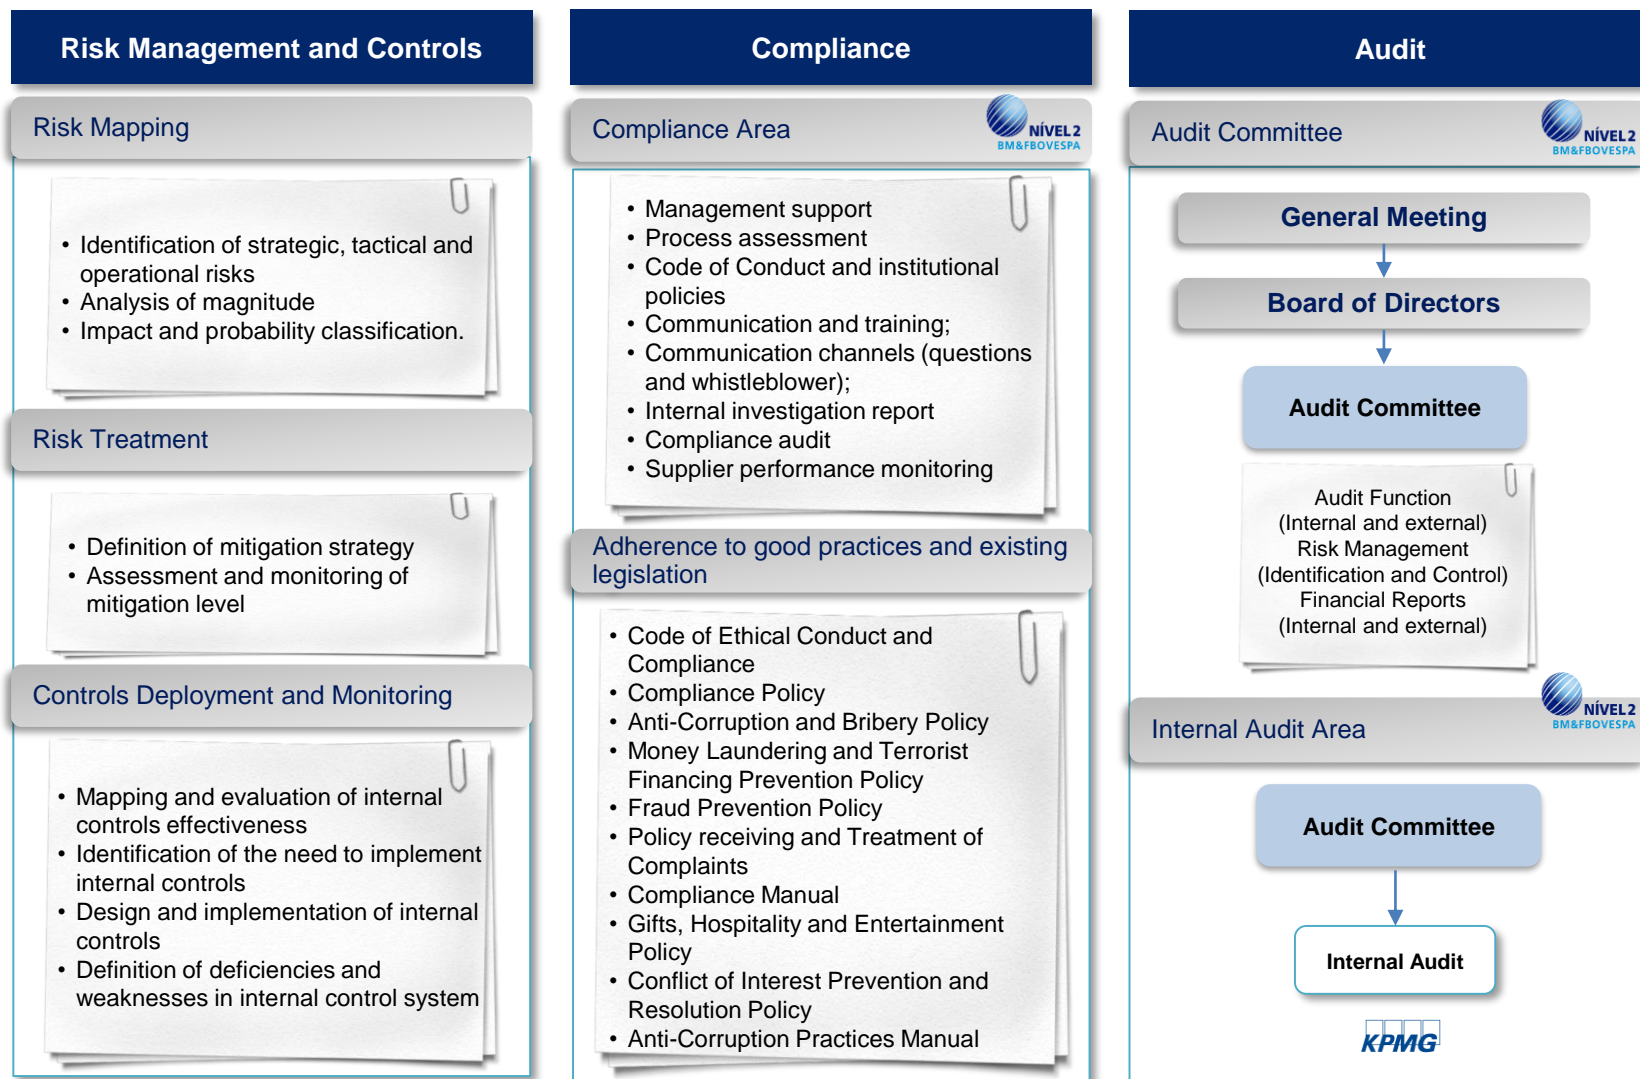 Risk Management and Controls
Risk Mapping
• Identification of strategic, tactical and
operational risks
• Analysis of magnitude
• Impact and probability classification.
Risk Treatment
• Definition of mitigation strategy
• Assessment and monitoring of
mitigation level
Controls Deployment and Monitoring
• Mapping and evaluation of internal
controls effectiveness
• Identification of the need to implement
internal controls
• Design and implementation of internal
controls
• Definition of deficiencies and
weaknesses in internal control system
Compliance
Compliance Area
NÍVEL 2
BM&FBOVESPA
• Management support
• Process assessment
• Code of Conduct and institutional
policies
• Communication and training;
• Communication channels (questions
and whistleblower);
• Internal investigation report
• Compliance audit
• Supplier performance monitoring
Adherence to good practices and existing
legislation
• Code of Ethical Conduct and
Compliance
• Compliance Policy
• Anti-Corruption and Bribery Policy
• Money Laundering and Terrorist
Financing Prevention Policy
• Fraud Prevention Policy
• Policy receiving and Treatment of
Complaints
• Compliance Manual
• Gifts, Hospitality and Entertainment
Policy
• Conflict of Interest Prevention and
Resolution Policy
• Anti-Corruption Practices Manual
Audit
Audit Committee
NÍVEL 2
BM&FBOVESPA
General Meeting
Board of Directors
Audit Committee
Audit Function
(Internal and external)
Risk Management
(Identification and Control)
Financial Reports
(Internal and external)
Internal Audit Area
NÍVEL 2
BM&FBOVESPA
Audit Committee
Internal Audit
KPMG